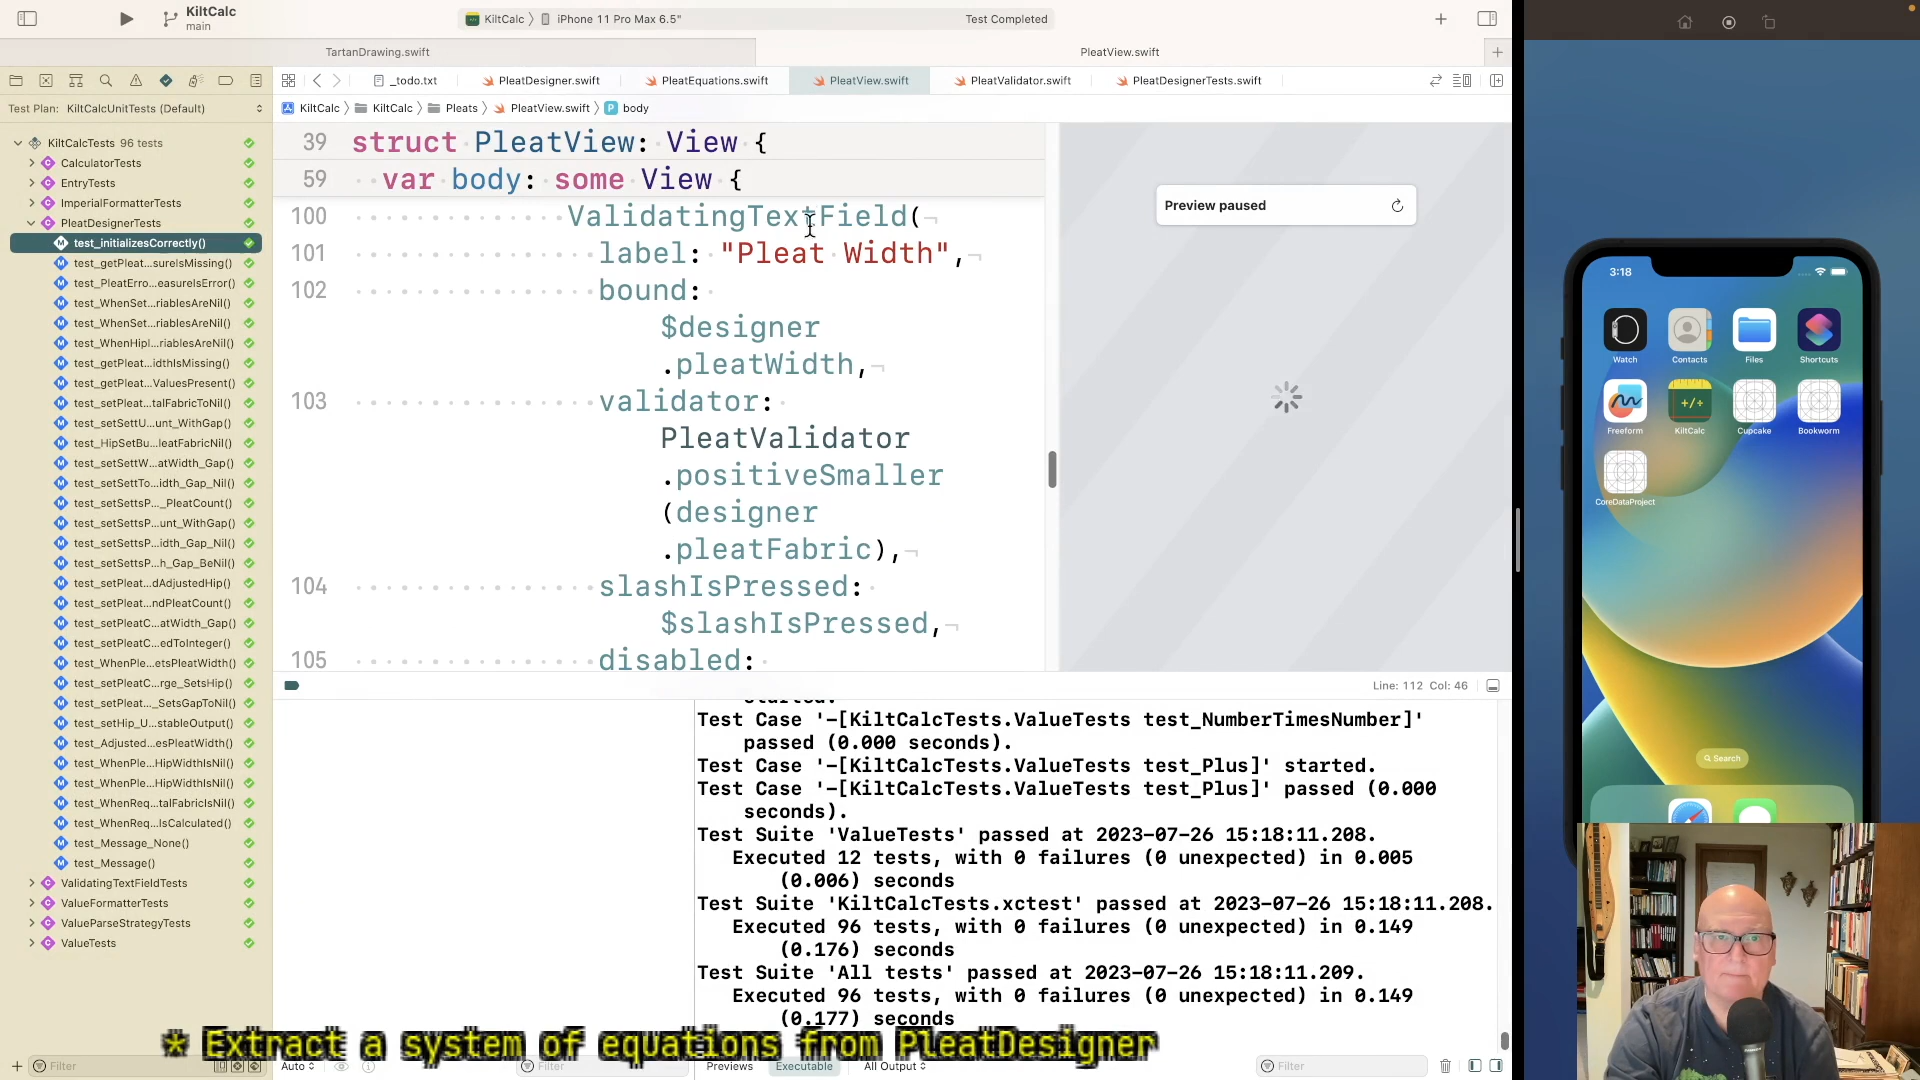 KiltCalc
main
KiltCalc
iPhone 11 Pro Max 6.5"
Test Completed
TartanDrawing.swift
PleatView.swift
_todo.txt
PleatDesigner.swift
PleatEquations.swift
PleatView.swift
PleatValidator.swift
PleatDesignerTests.swift
Test Plan: KiltCalcUnitTests (Default)
KiltCalc
KiltCalc
Pleats
PleatView.swift
body
KiltCalcTests 96 tests
CalculatorTests
EntryTests
ImperialFormatterTests
PleatDesignerTests
test_initializesCorrectly()
test_getPleat...sureIsMissing()
test_PleatErro...easureIsError()
test_WhenSet...riablesAreNil()
test_WhenSet...riablesAreNil()
test_WhenHipl...riablesAreNil()
test_getPleat...idthIsMissing()
test_getPleat...ValuesPresent()
test_setPleat...talFabricToNil()
test_setSettU...unt_WithGap()
test_HipSetBu...leatFabricNil()
test_setSettW...atWidth_Gap()
test_setSettTo...idth_Gap_Nil()
test_setSettsP..._PleatCount()
test_setSettsP...unt_WithGap()
test_setSettsP...idth_Gap_Nil()
test_setSettsP...h_Gap_BeNil()
test_setPleat...dAdjustedHip()
test_setPleat...ndPleatCount()
test_setPleatC...atWidth_Gap()
test_setPleatC...edToInteger()
test_WhenPle...etsPleatWidth()
test_setPleatC...rge_SetsHip()
test_setPleat..._SetsGapToNil()
test_setHip_U...stableOutput()
test_Adjusted...esPleatWidth()
test_WhenPle...HipWidthIsNil()
test_WhenPle...HipWidthIsNil()
test_WhenReq...talFabricIsNil()
test_WhenReq...IsCalculated()
test_Message_None()
test_Message()
ValidatingTextFieldTests
ValueFormatterTests
ValueParseStrategyTests
ValueTests
Filter
39 struct PleatView: View {
59 var body: some View {
100 ValidatingTextField(
101 label: "Pleat Width",
102 bound:
$designer
.pleatWidth,
103 validator:
PleatValidator
.positiveSmaller
(designer
.pleatFabric),
104 slashIsPressed:
$slashIsPressed,
105 disabled:
Preview paused
Line: 112 Col: 46
started.
Test Case '-[KiltCalcTests.ValueTests test_NumberTimesNumber]'
passed (0.000 seconds).
Test Case '-[KiltCalcTests.ValueTests test_Plus]' started.
Test Case '-[KiltCalcTests.ValueTests test_Plus]' passed (0.000
seconds).
Test Suite 'ValueTests' passed at 2023-07-26 15:18:11.208.
Executed 12 tests, with 0 failures (0 unexpected) in 0.005
(0.006) seconds
Test Suite 'KiltCalcTests.xctest' passed at 2023-07-26 15:18:11.208.
Executed 96 tests, with 0 failures (0 unexpected) in 0.149
(0.176) seconds
Test Suite 'All tests' passed at 2023-07-26 15:18:11.209.
Executed 96 tests, with 0 failures (0 unexpected) in 0.149
(0.177) seconds
* Extract a system of equations from PleatDesigner
Auto
Filter
Previews
Executable
All Output
Filter
3:18
Watch
Contacts
Files
Shortcuts
Freeform
+/÷
KiltCalc
Cupcake
Bookworm
CoreDataProject
Search